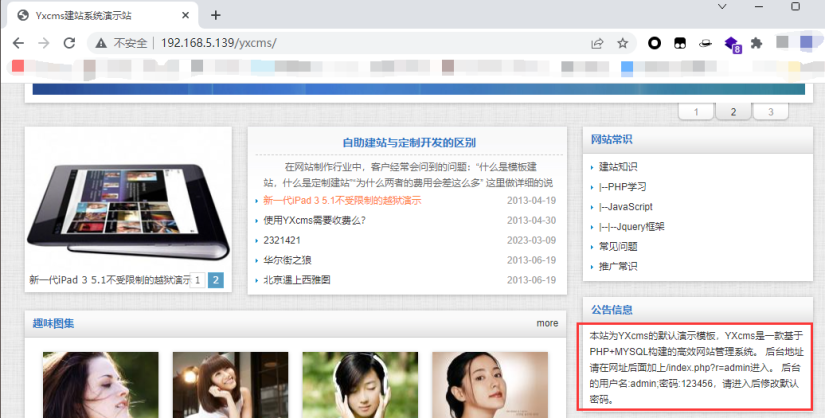 Yxcms建站系统演示站
不安全 192.168.5.139/yxcms/
8
1 2 3
自助建站与定制开发的区别
在网站制作行业中，客户经常会问到的问题：“什么是模板建
站，什么是定制建站”“为什么两者的费用会差这么多” 这里做详细的说
新一代iPad 3 5.1不受限制的越狱演示 2013-04-19
使用YXcms需要收费么？ 2013-04-30
2321421 2023-03-09
华尔街之狼 2013-06-19
北京遇上西雅图 2013-06-19
新一代iPad 3 5.1不受限制的越狱演示 1 2
网站常识
建站知识
|--PHP学习
|--JavaScript
|--|--Jquery框架
常见问题
推广常识
趣味图集 more
公告信息
本站为YXcms的默认演示模板，YXcms是一款基于
PHP+MYSQL构建的高效网站管理系统。 后台地址
请在网址后面加上/index.php?r=admin进入。 后台
的用户名:admin;密码:123456，请进入后修改默认
密码。